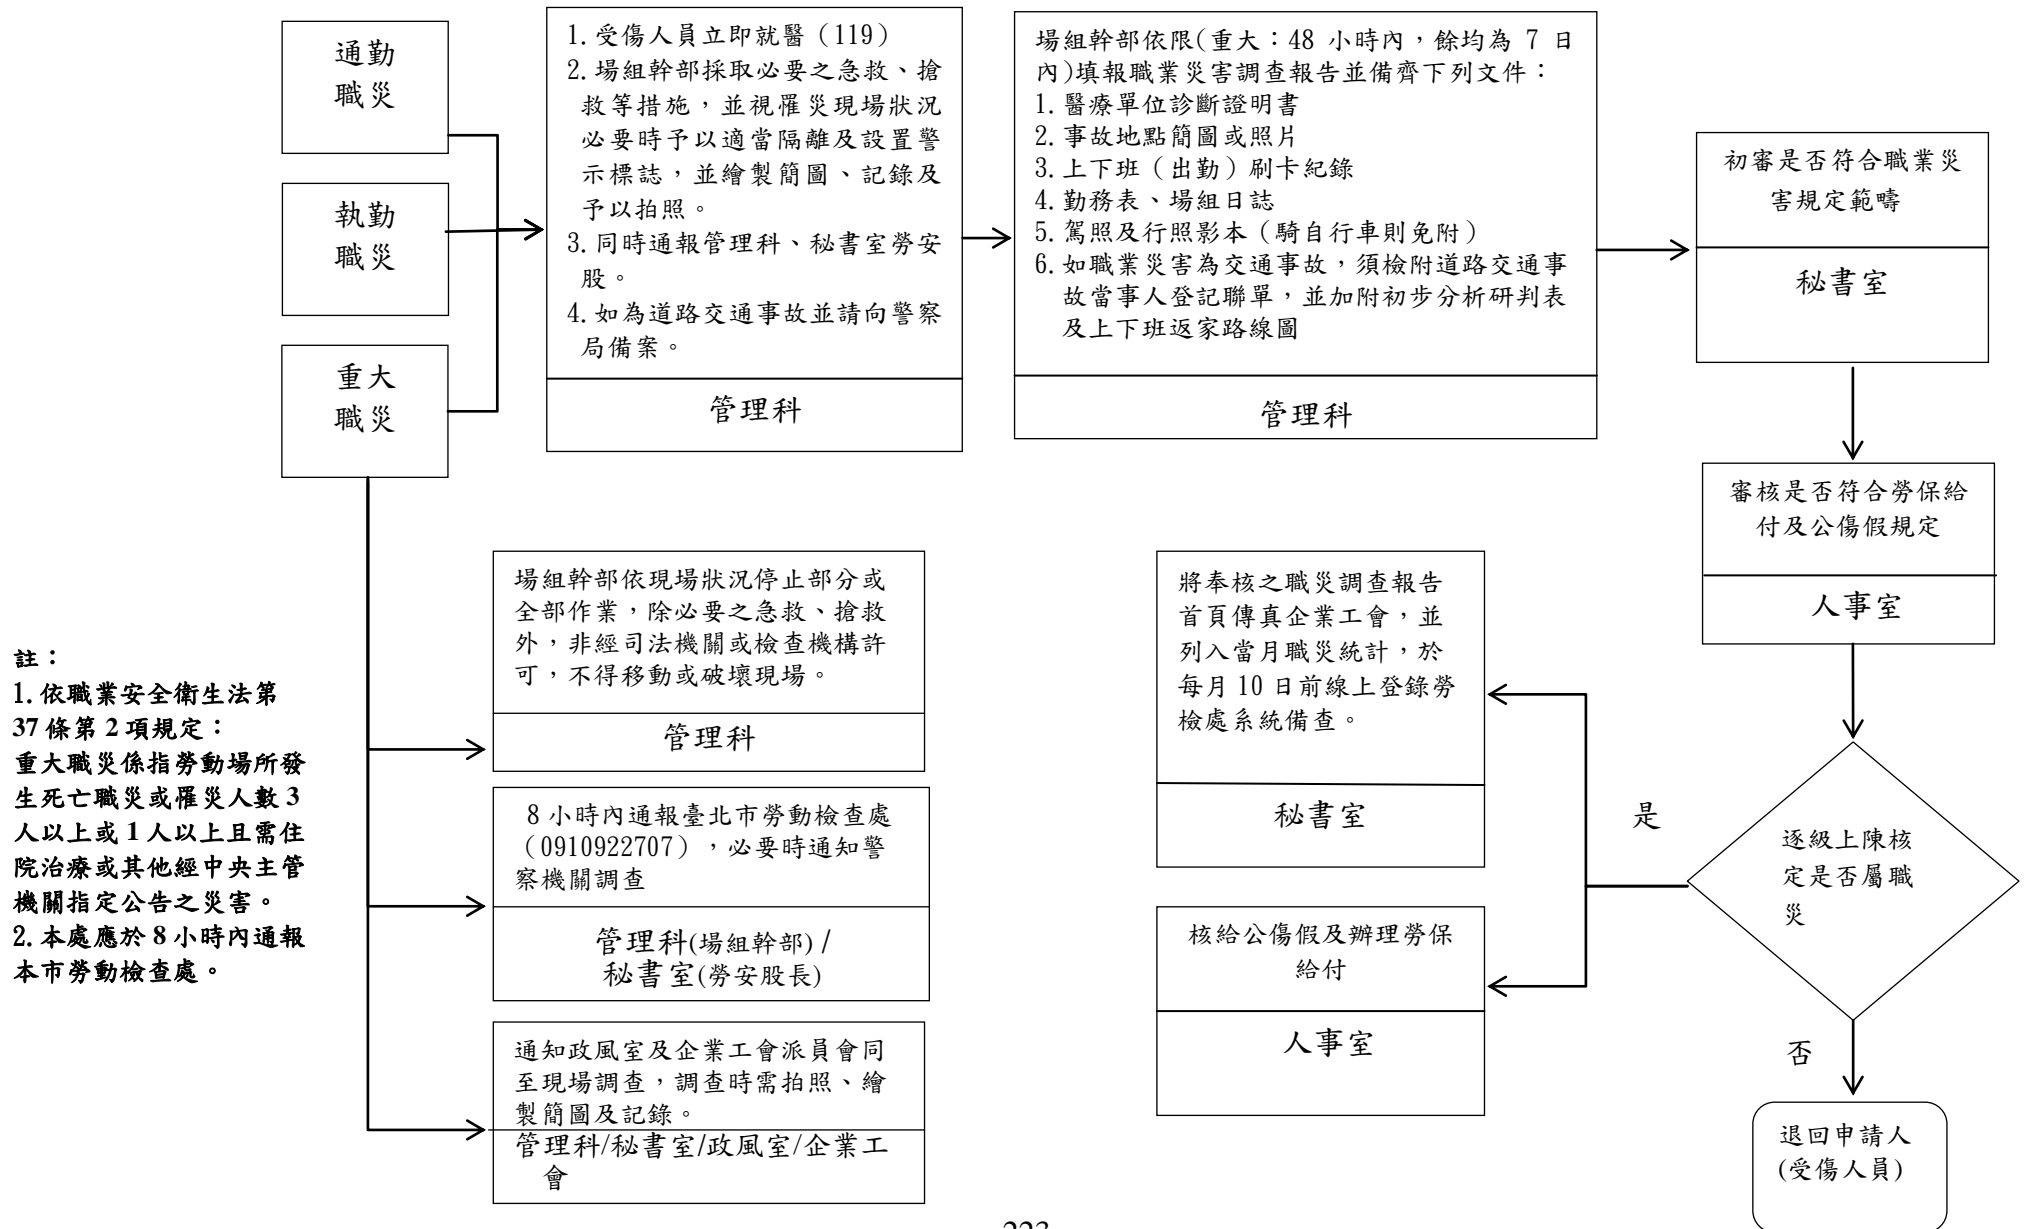 通勤
職災
執勤
職災
重大
職災
1.受傷人員立即就醫（119）
2.場組幹部採取必要之急救、搶
救等措施，並視罹災現場狀況
必要時予以適當隔離及設置警
示標誌，並繪製簡圖、記錄及
予以拍照。
3.同時通報管理科、秘書室勞安
股。
4.如為道路交通事故並請向警察
局備案。
管理科
場組幹部依限(重大：48 小時內，餘均為 7 日
內)填報職業災害調查報告並備齊下列文件：
1.醫療單位診斷證明書
2.事故地點簡圖或照片
3.上下班（出勤）刷卡紀錄
4.勤務表、場組日誌
5.駕照及行照影本（騎自行車則免附）
6.如職業災害為交通事故，須檢附道路交通事
故當事人登記聯單，並加附初步分析研判表
及上下班返家路線圖
管理科
初審是否符合職業災
害規定範疇
秘書室
審核是否符合勞保給
付及公傷假規定
人事室
場組幹部依現場狀況停止部分或
全部作業，除必要之急救、搶救
外，非經司法機關或檢查機構許
可，不得移動或破壞現場。
管理科
8 小時內通報臺北市勞動檢查處
（0910922707），必要時通知警
察機關調查
管理科(場組幹部)/
秘書室(勞安股長)
通知政風室及企業工會派員會同
至現場調查，調查時需拍照、繪
製簡圖及記錄。
管理科/秘書室/政風室/企業工
會
註：
1.依職業安全衛生法第
37 條第 2 項規定：
重大職災係指勞動場所發
生死亡職災或罹災人數 3
人以上或 1 人以上且需住
院治療或其他經中央主管
機關指定公告之災害。
2.本處應於 8 小時內通報
本市勞動檢查處。
將奉核之職災調查報告
首頁傳真企業工會，並
列入當月職災統計，於
每月 10 日前線上登錄勞
檢處系統備查。
秘書室
核給公傷假及辦理勞保
給付
人事室
是
逐級上陳核
定是否屬職
災
否
退回申請人
(受傷人員)